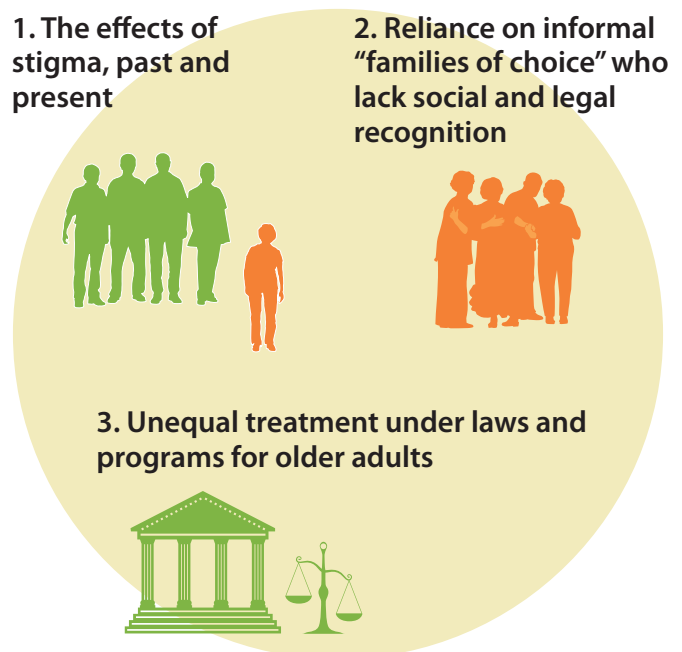 1. The effects of
stigma, past and
present
2. Reliance on informal
“families of choice” who
lack social and legal
recognition
3. Unequal treatment under laws and
programs for older adults